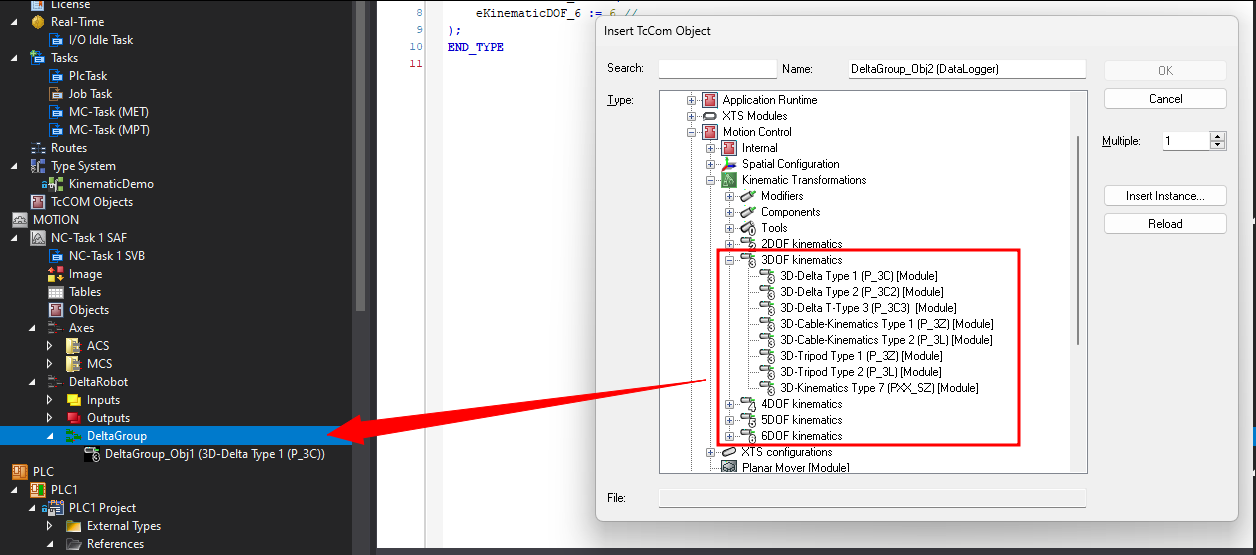 License
Real-Time
I/O Idle Task
Tasks
PlcTask
Job Task
MC-Task (MET)
MC-Task (MPT)
Routes
Type System
KinematicDemo
TcCOM Objects
MOTION
NC-Task 1 SAF
NC-Task 1 SVB
Image
Tables
Objects
Axes
ACS
MCS
DeltaRobot
Inputs
Outputs
DeltaGroup
DeltaGroup_Obj1 (3D-Delta Type 1 (P_3C))
PLC
PLC1
PLC1 Project
External Types
References
8 eKinematicDOF_6 := 6 //
9 );
10 END_TYPE
11
Insert TcCom Object
Search:
Name: DeltaGroup_Obj2 (DataLogger)
OK
Type:
Cancel
Multiple: 1
Insert Instance...
Reload
Application Runtime
XTS Modules
Motion Control
Internal
Spatial Configuration
Kinematic Transformations
Modifiers
Components
Tools
2DOF kinematics
3DOF kinematics
3D-Delta Type 1 (P_3C) [Module]
3D-Delta Type 2 (P_3C2) [Module]
3D-Delta T-Type 3 (P_3C3) [Module]
3D-Cable-Kinematics Type 1 (P_3Z) [Module]
3D-Cable-Kinematics Type 2 (P_3L) [Module]
3D-Tripod Type 1 (P_3Z) [Module]
3D-Tripod Type 2 (P_3L) [Module]
3D-Kinematics Type 7 (PXX_SZ) [Module]
4DOF kinematics
5DOF kinematics
6DOF kinematics
XTS configurations
Planar Mover [Module]
File: